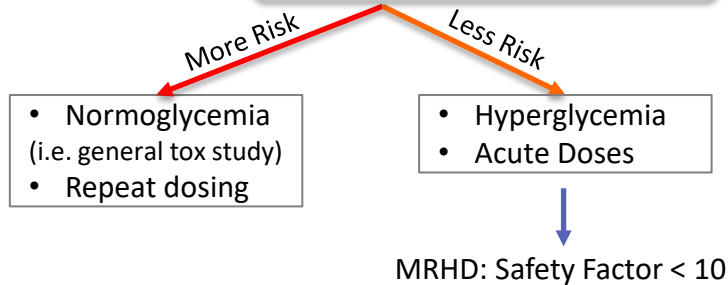 More Risk
Less Risk
• Normoglycemia
(i.e. general tox study)
• Repeat dosing
• Hyperglycemia
• Acute Doses
MRHD: Safety Factor < 10